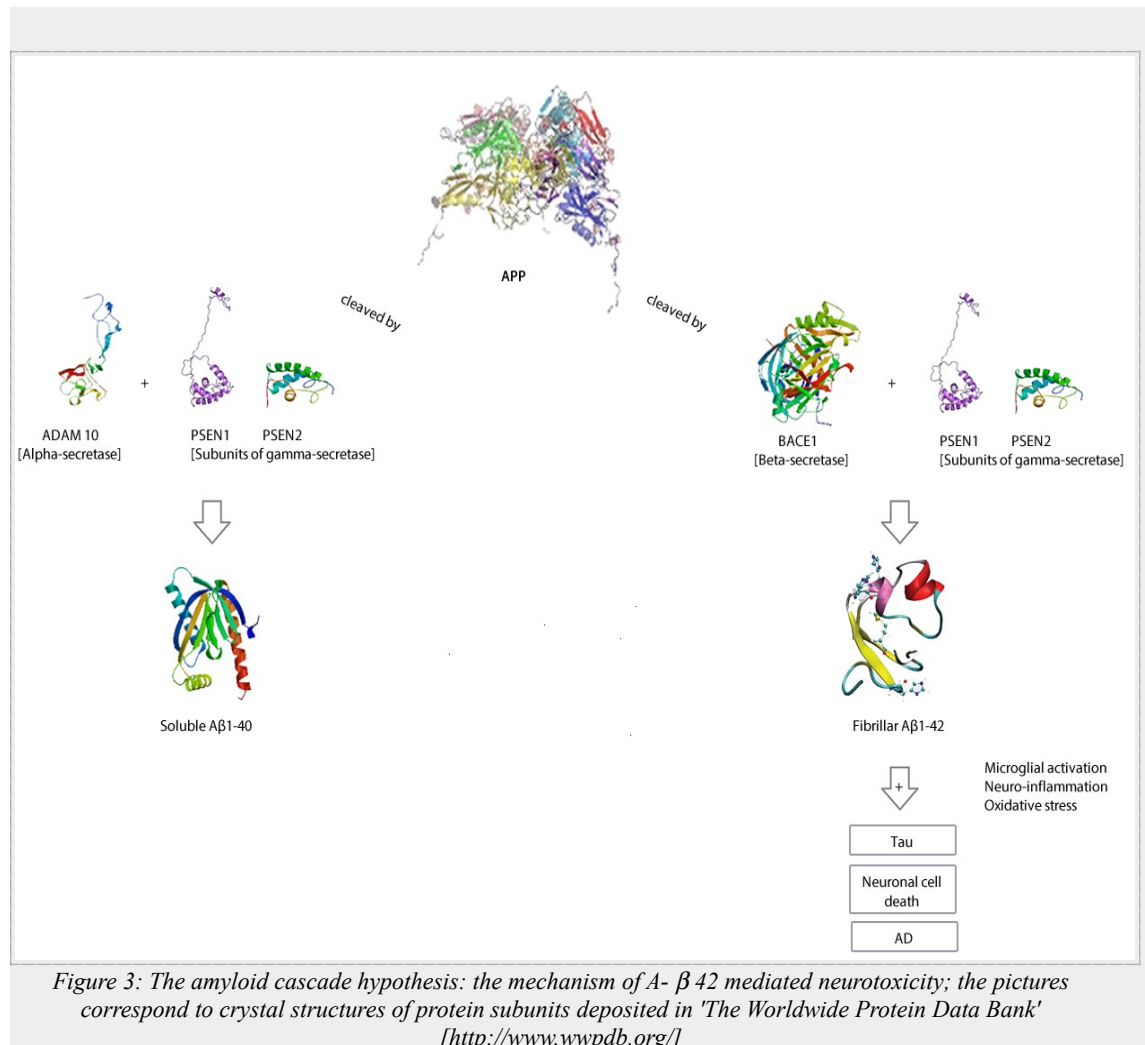 APP
cleaved by
cleaved by
+
+
ADAM 10
[Alpha-secretase]
PSEN1 PSEN2
[Subunits of gamma-secretase]
BACE1
[Beta-secretase]
PSEN1 PSEN2
[Subunits of gamma-secretase]
Soluble Aβ1-40
Fibrillar Aβ1-42
+
Microglial activation
Neuro-inflammation
Oxidative stress
Tau
Neuronal cell
death
AD
Figure 3: The amyloid cascade hypothesis: the mechanism of A- β 42 mediated neurotoxicity; the pictures
correspond to crystal structures of protein subunits deposited in 'The Worldwide Protein Data Bank'
[http://www.wwpdb.org/]